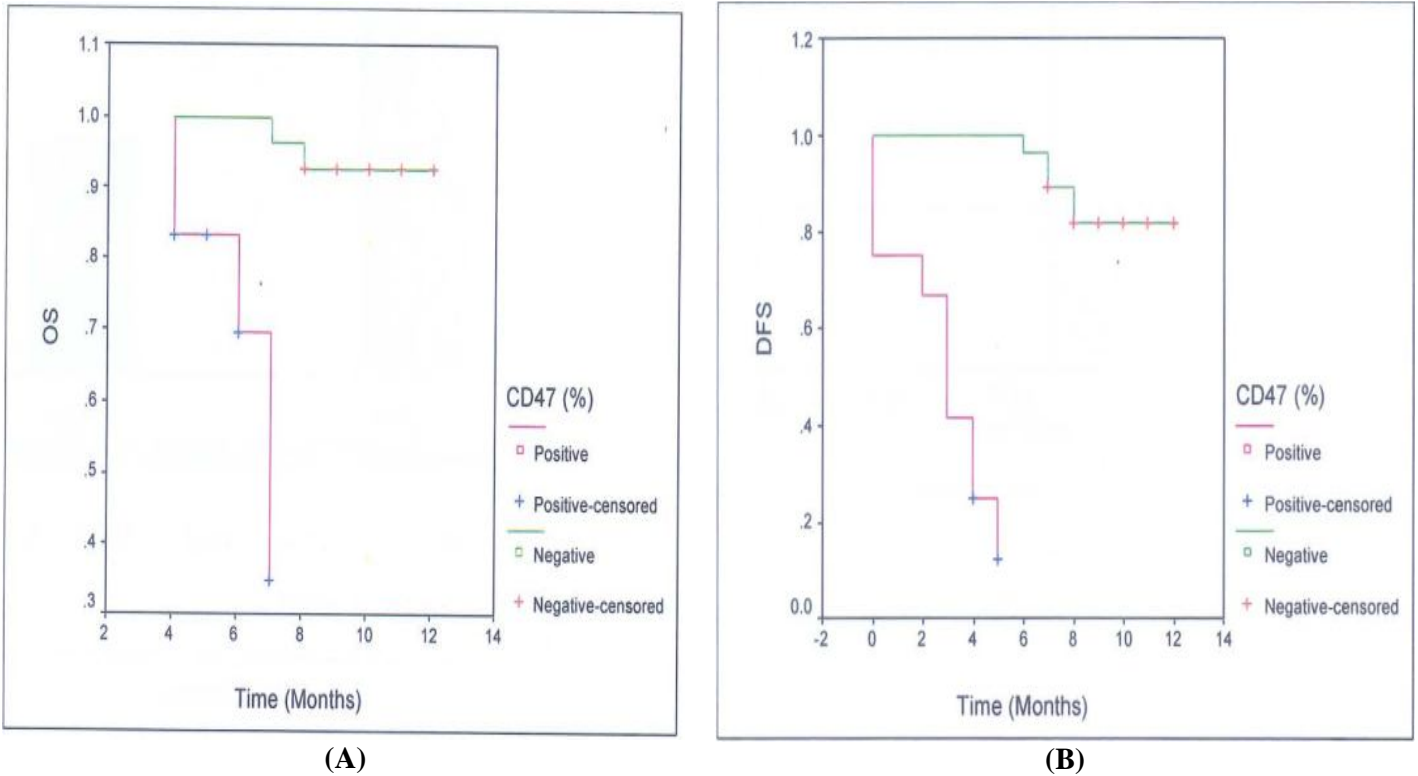 1.1
1.0
.9
.8
.7
.6
.5
.4
.3
OS
2 4 6 8 10 12 14
Time (Months)
CD47 (%)
Positive
Positive-censored
Negative
Negative-censored
(A)
1.2
1.0
.8
.6
.4
.2
0.0
DFS
-2 0 2 4 6 8 10 12 14
Time (Months)
CD47 (%)
Positive
Positive-censored
Negative
Negative-censored
(B)